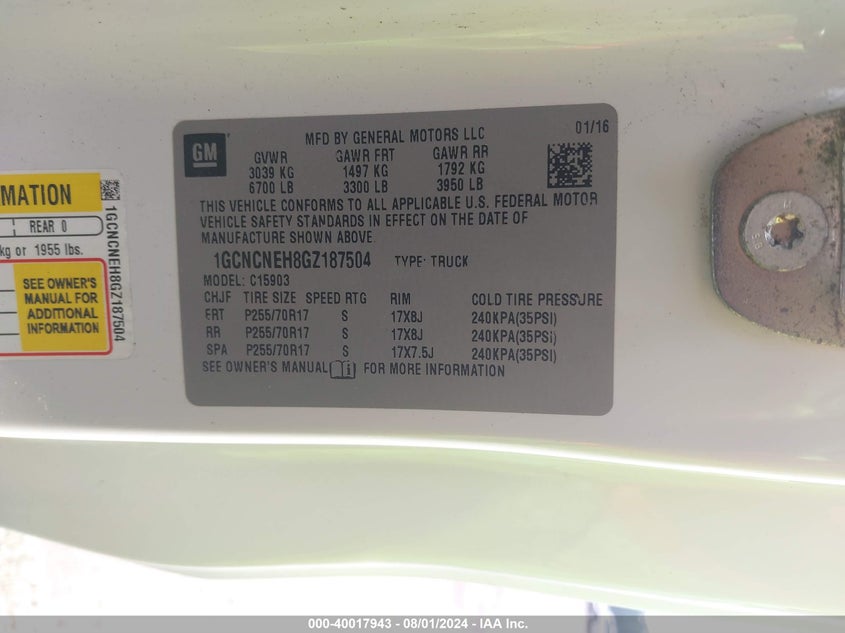 GM
MFD BY GENERAL MOTORS LLC 01/16
GVWR GAWR FRT GAWR RR
3039 KG 1497 KG 1792 KG
6700 LB 3300 LB 3950 LB
THIS VEHICLE CONFORMS TO ALL APPLICABLE U.S. FEDERAL MOTOR
VEHICLE SAFETY STANDARDS IN EFFECT ON THE DATE OF
MANUFACTURE SHOWN ABOVE.
1GCNCNEH8GZ187504 TYPE: TRUCK
MODEL: C15903
CHJF TIRE SIZE SPEED RTG RIM COLD TIRE PRESSURE
FRT P255/70R17 S 17X8J 240KPA(35PSI)
RR P255/70R17 S 17X8J 240KPA(35PSI)
SPA P255/70R17 S 17X7.5J 240KPA(35PSI)
SEE OWNER'S MANUAL FOR MORE INFORMATION
RMATION
REAR 0
kg or 1955 lbs.
SEE OWNER'S
MANUAL FOR
ADDITIONAL
INFORMATION
1GCNCNEH8GZ187504
000-40017943 - 08/01/2024 - IAA Inc.